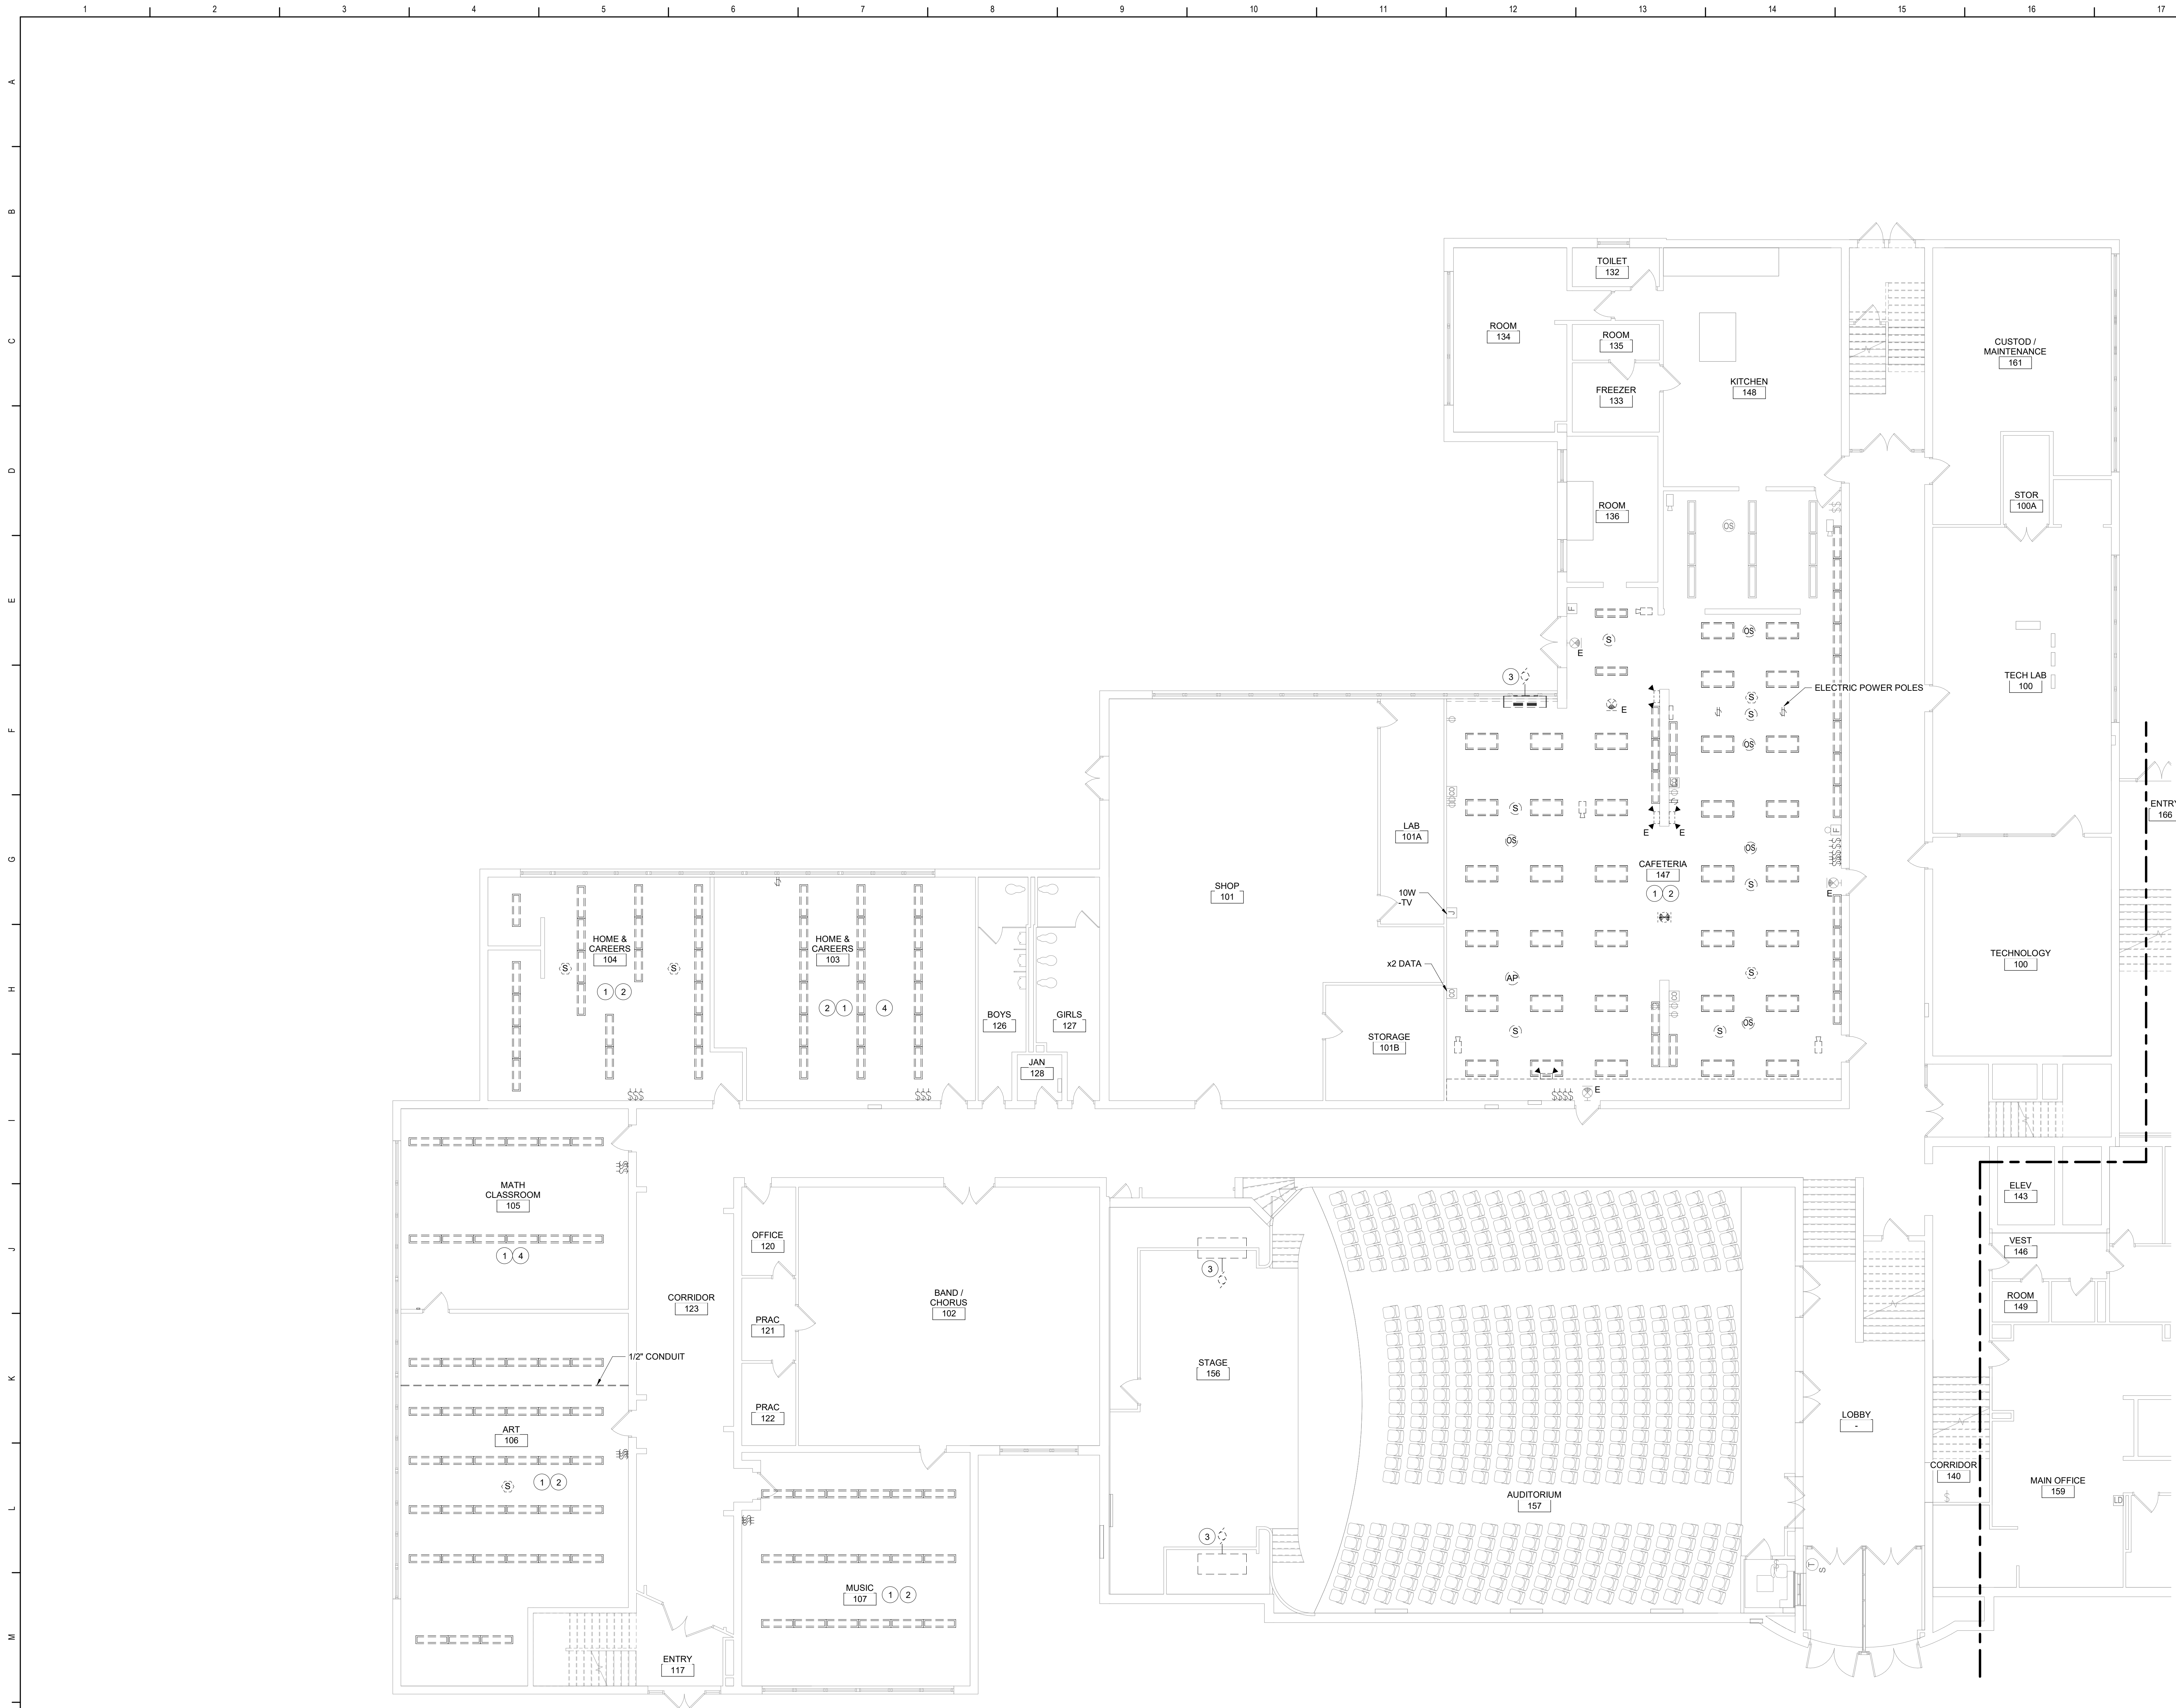 1 2 3 4 5 6 7 8 9 10 11 12 13 14 15 16 17
A
B
TOILET
132
C
ROOM
134
ROOM
135
CUSTOD /
MAINTENANCE
161
FREEZER
133
KITCHEN
148
D
ROOM
136
STOR
100A
OS
E
F
S
OS
E
3
TECH LAB
100
ELECTRIC POWER POLES
S
S
E
F
OS
S
E
E
ENTRY
166
LAB
101A
OS
F
G
CAFETERIA
147
1 2
OS
S
E
SHOP
101
10W
-TV
J
HOME &
CAREERS
104
S
S
1 2
HOME &
CAREERS
103
2 1 4
TECHNOLOGY
100
x2 DATA
AP
S
H
BOYS
126
GIRLS
127
STORAGE
101B
S
S
OS
JAN
128
$$$
$$$
$$$$
E
I
MATH
CLASSROOM
105
1 4
ELEV
143
OFFICE
120
J
VEST
146
3
CORRIDOR
123
BAND /
CHORUS
102
ROOM
149
PRAC
121
1/2" CONDUIT
STAGE
156
K
PRAC
122
LOBBY
-
ART
106
S
1 2
CORRIDOR
140
MAIN OFFICE
159
L
AUDITORIUM
157
LD
3
T
S
MUSIC
107
1 2
M
ENTRY
117